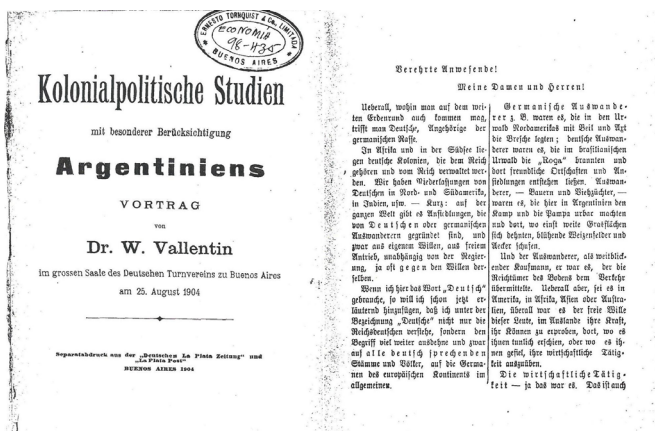 ERNESTO TORNQUIST & Co., LIMITADA
ECONOMIA
98-435
BUENOS AIRES
Kolonialpolitische Studien
mit besonderer Berücksichtigung
Argentiniens
VORTRAG
von
Dr. W. Vallentin
im grossen Saale des Deutschen Turnvereins zu Buenos Aires
am 25. August 1904
Separatabdruck aus der „Deutschen La Plata Zeitung“ und
„La Plata Post“
BUENOS AIRES 1904
Verehrte Anwesende!
Meine Damen und Herren!
Ueberall, wohin man auf dem wei-
ten Erdenrund auch kommen mag,
trifft man Deutsche, Angehörige der
germanischen Rasse.
In Afrika und in der Südsee lie-
gen deutsche Kolonien, die dem Reich
gehören und vom Reich verwaltet wer-
den. Wir haben Niederlassungen von
Deutschen in Nord- und Südamerika,
in Indien, usw. — Kurz: auf der
ganzen Welt gibt es Ansiedlungen, die
von Deutschen oder germanischen
Auswanderern gegründet sind, und
zwar aus eigenem Willen, aus freiem
Antrieb, unabhängig von der Regier-
ung, ja oft gegen den Willen der-
selben.
Wenn ich hier das Wort „Deutsch“
gebrauche, so will ich schon jetzt er-
läuternd hinzufügen, daß ich unter der
Bezeichnung „Deutsche“ nicht nur die
Reichsdeutschen verstehe, sondern den
Begriff viel weiter ausdehne und zwar
auf alle deutsch sprechenden
Stämme und Völker, auf die Germa-
nen des europäischen Kontinents im
allgemeinen.
Germanische Auswande-
rer z. B. waren es, die in den Ur-
wald Nordamerikas mit Beil und Axt
die Bresche legten; deutsche Auswan-
derer waren es, die im brasilianischen
Urwald die „Roça“ brannten und
dort freundliche Ortschaften und An-
siedlungen entstehen ließen. Auswan-
derer, — Bauern und Viehzüchter, —
waren es, die hier in Argentinien den
Kamp und die Pampa urbar machten
und dort, wo einst weite Grasflächen
sich dehnten, blühende Weizenfelder und
Aecker schufen.
Und der Auswanderer, als weitblick-
ender Kaufmann, er war es, der die
Reichtümer des Bodens dem Verkehr
übermittelte. Ueberall aber, sei es in
Amerika, in Afrika, Asien oder Austra-
lien, überall war es der freie Wille
dieser Leute, im Auslande ihre Kraft,
ihr Können zu erproben, dort, wo es
ihnen tunlich erschien, oder wo es ih-
nen gefiel, ihre wirtschaftliche Tätig-
keit auszuüben.
Die wirtschaftliche Tätig-
keit — ja das war es. Das ist auch